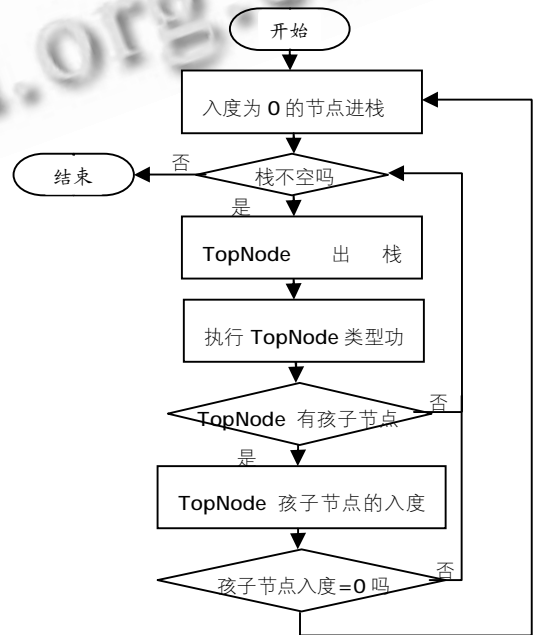 开始
入度为 0 的节点进栈
否
结束
栈不空吗
是
TopNode 出 栈
执行 TopNode 类型功
TopNode 有孩子节点
否
是
TopNode 孩子节点的入度
孩子节点入度=0 吗
否